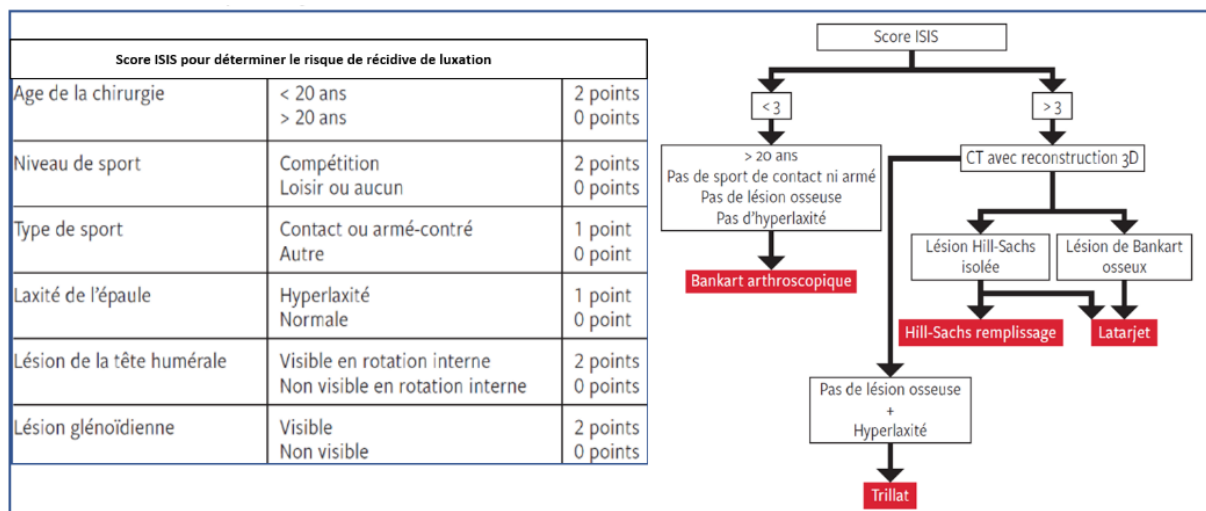 Score ISIS pour déterminer le risque de récidive de luxation
Age de la chirurgie < 20 ans 2 points
> 20 ans 0 points
Niveau de sport Compétition 2 points
Loisir ou aucun 0 points
Type de sport Contact ou armé-contré 1 point
Autre 0 point
Laxité de l'épaule Hyperlaxité 1 point
Normale 0 point
Lésion de la tête humérale Visible en rotation interne 2 points
Non visible en rotation interne 0 points
Lésion glénoïdienne Visible 2 points
Non visible 0 points
Score ISIS
< 3
> 3
> 20 ans
Pas de sport de contact ni armé
Pas de lésion osseuse
Pas d'hyperlaxité
Bankart arthroscopique
CT avec reconstruction 3D
Lésion Hill-Sachs
isolée
Lésion de Bankart
osseux
Hill-Sachs remplissage
Latarjet
Pas de lésion osseuse
+
Hyperlaxité
Trillat